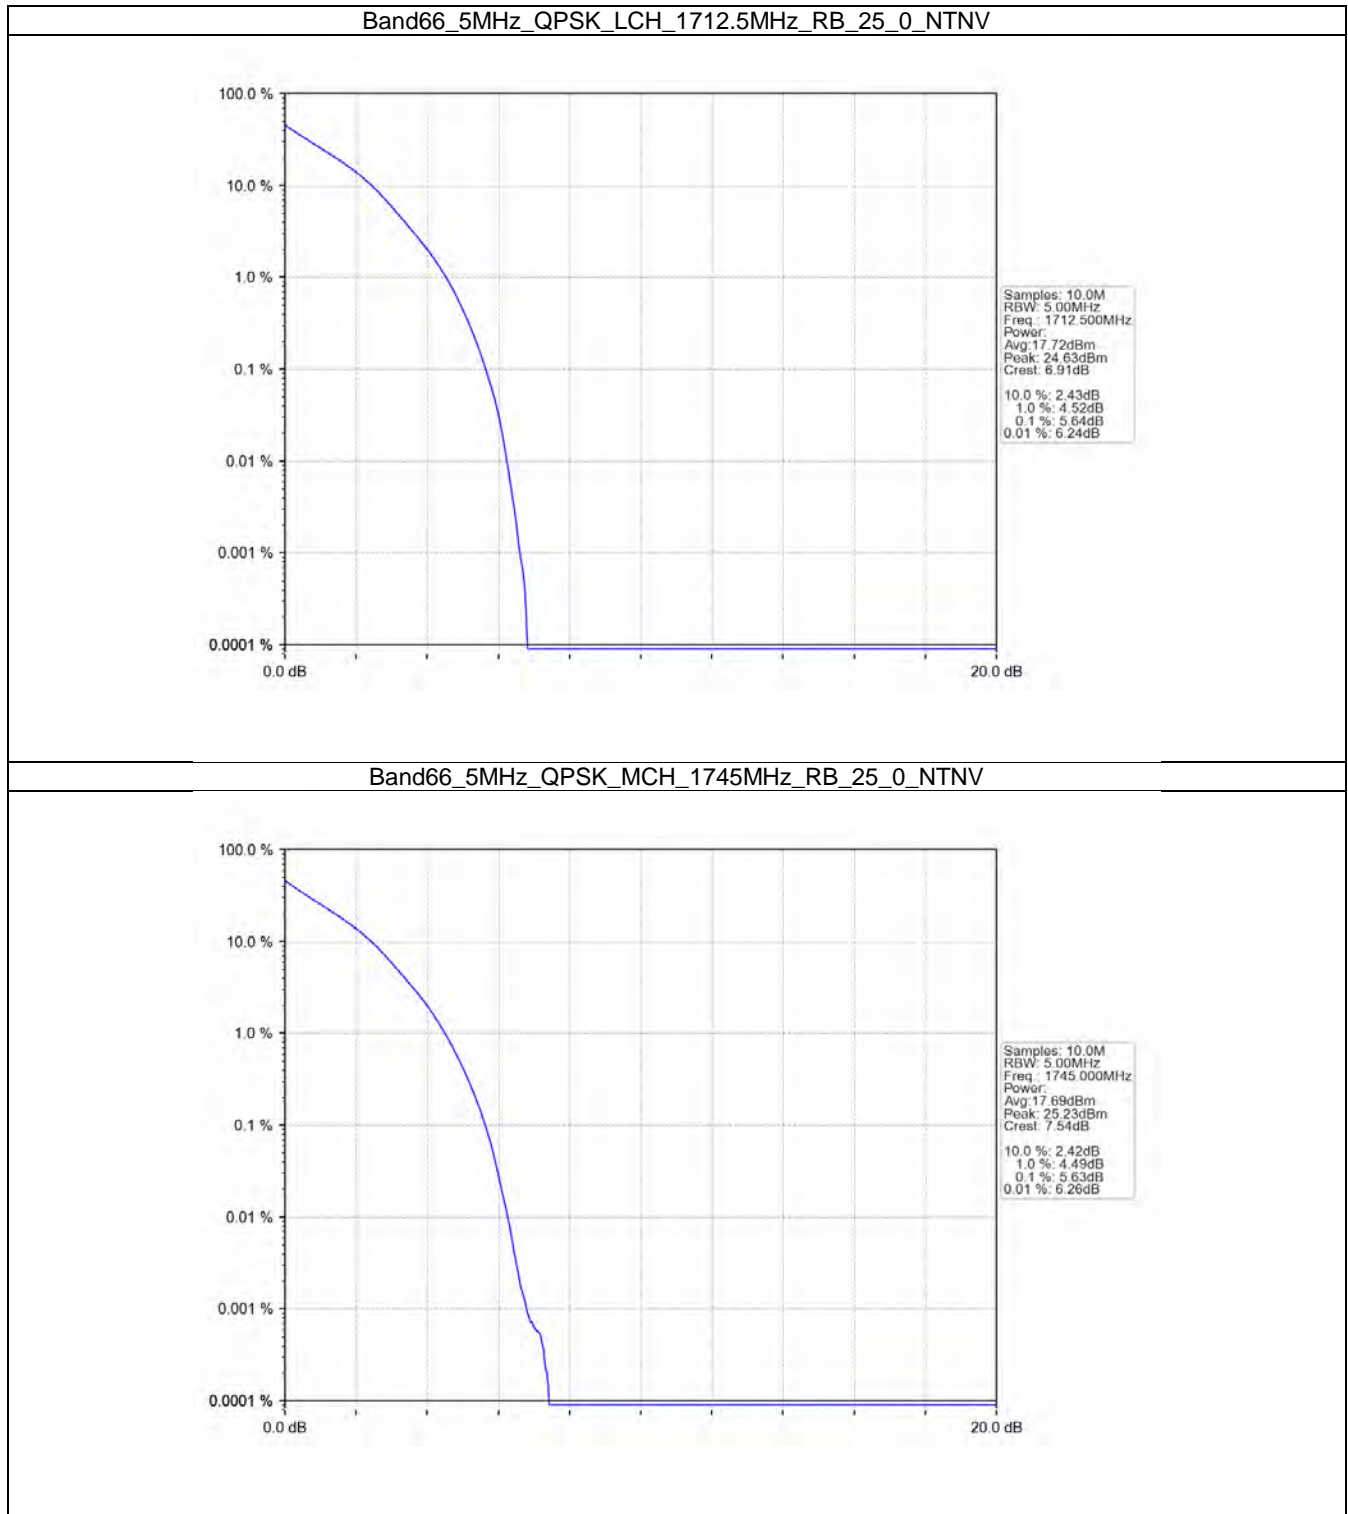 Band66_5MHz_QPSK_LCH_1712.5MHz_RB_25_0_NTNV
100.0 %
10.0 %
1.0 %
0.1 %
0.01 %
0.001 %
0.0001 %
0.0 dB
20.0 dB
Samples: 10.0M
RBW: 5.00MHz
Freq.: 1712.500MHz
Power:
Avg:17.72dBm
Peak: 24.63dBm
Crest: 6.91dB
10.0 %: 2.43dB
1.0 %: 4.52dB
0.1 %: 5.64dB
0.01 %: 6.24dB
Band66_5MHz_QPSK_MCH_1745MHz_RB_25_0_NTNV
100.0 %
10.0 %
1.0 %
0.1 %
0.01 %
0.001 %
0.0001 %
0.0 dB
20.0 dB
Samples: 10.0M
RBW: 5.00MHz
Freq.: 1745.000MHz
Power:
Avg:17.69dBm
Peak: 25.23dBm
Crest: 7.54dB
10.0 %: 2.42dB
1.0 %: 4.49dB
0.1 %: 5.63dB
0.01 %: 6.26dB